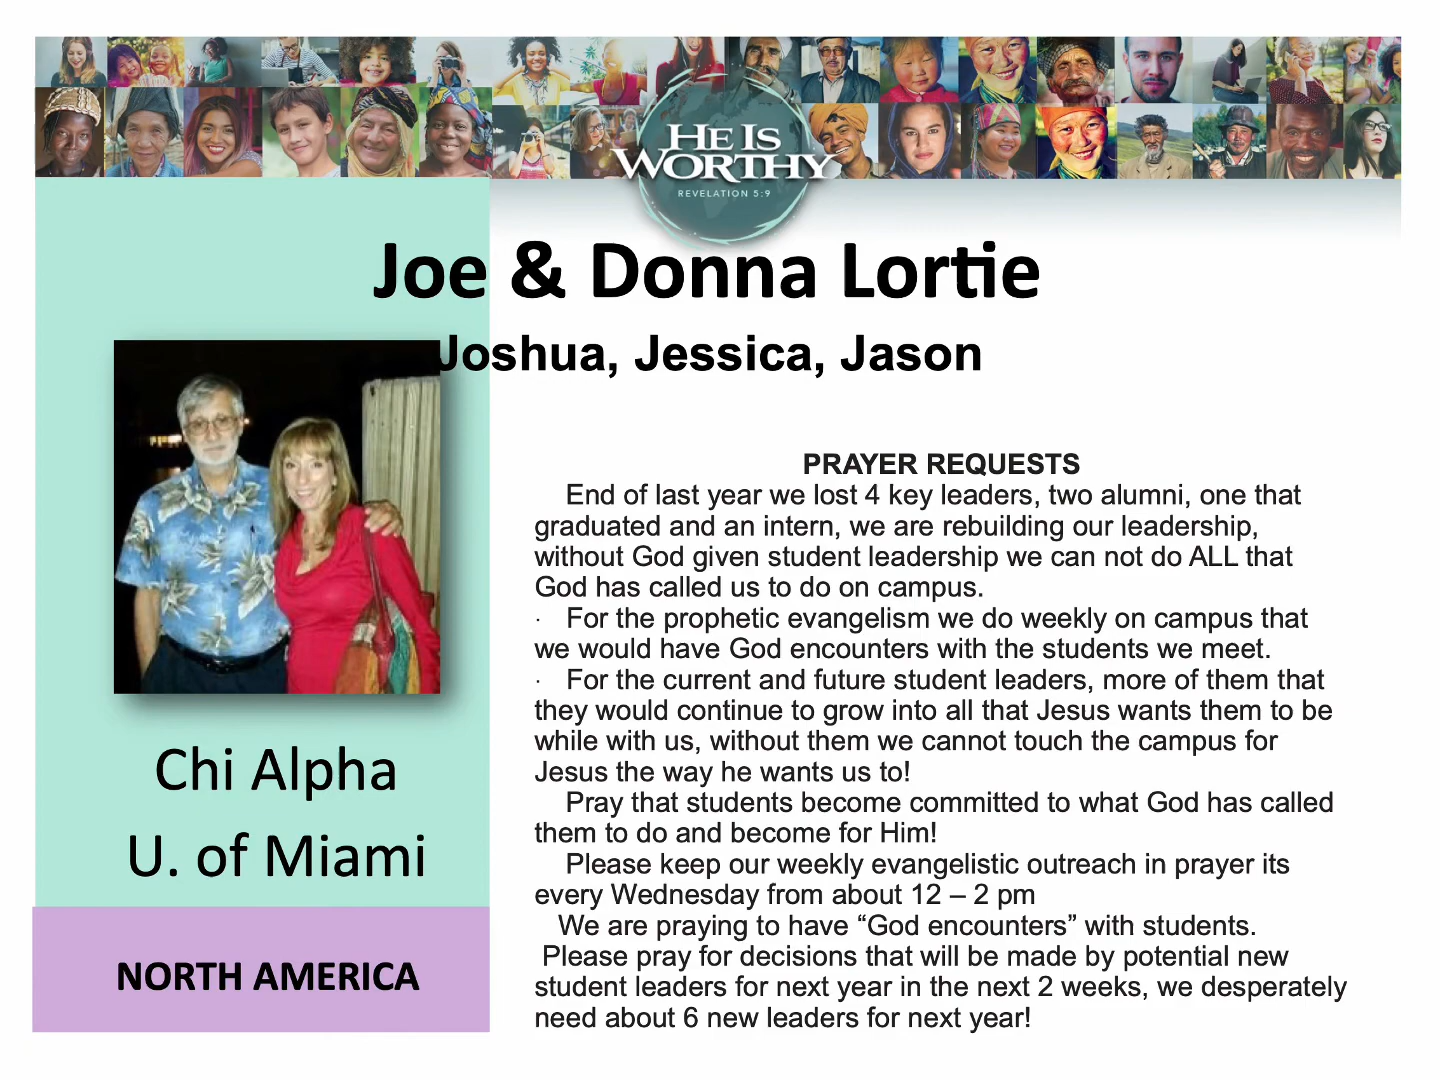 HE IS
WORTHY
REVELATION 5:9
Joe & Donna Lortie
Joshua, Jessica, Jason
Chi Alpha
U. of Miami
NORTH AMERICA
PRAYER REQUESTS
End of last year we lost 4 key leaders, two alumni, one that
graduated and an intern, we are rebuilding our leadership,
without God given student leadership we can not do ALL that
God has called us to do on campus.
· For the prophetic evangelism we do weekly on campus that
we would have God encounters with the students we meet.
· For the current and future student leaders, more of them that
they would continue to grow into all that Jesus wants them to be
while with us, without them we cannot touch the campus for
Jesus the way he wants us to!
Pray that students become committed to what God has called
them to do and become for Him!
Please keep our weekly evangelistic outreach in prayer its
every Wednesday from about 12 – 2 pm
We are praying to have “God encounters” with students.
Please pray for decisions that will be made by potential new
student leaders for next year in the next 2 weeks, we desperately
need about 6 new leaders for next year!